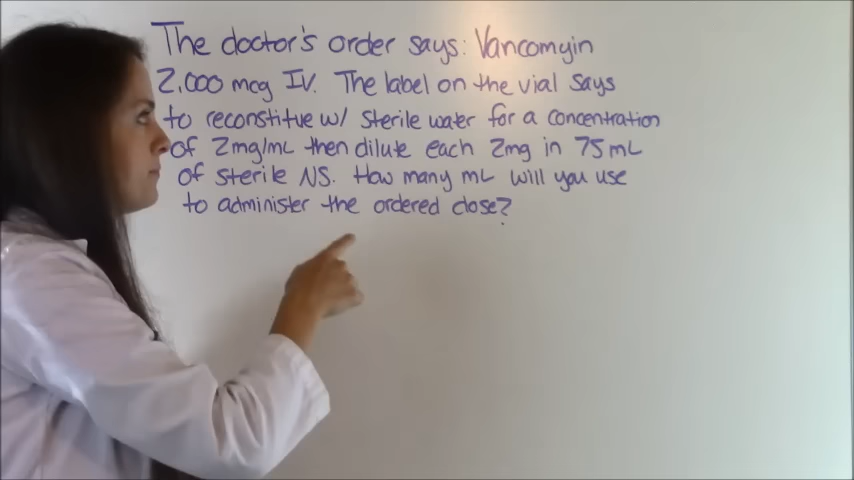 The doctor's order says: Vancomyin
2,000 mcg IV. The label on the vial says
to reconstitue w/ sterile water for a concentration
of 2mg/mL then dilute each 2mg in 75mL
of sterile NS. How many mL will you use
to administer the ordered dose?